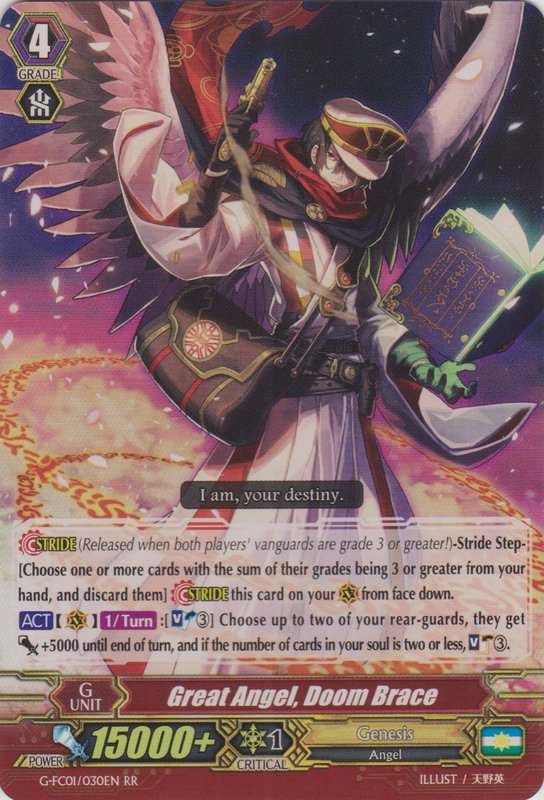 4
GRADE
I am, your destiny.
STRIDE (Released when both players' vanguards are grade 3 or greater!)-Stride Step-
[Choose one or more cards with the sum of their grades being 3 or greater from your
hand, and discard them] STRIDE this card on your V from face down.
ACT【V】1/Turn :[V ③] Choose up to two of your rear-guards, they get
+5000 until end of turn, and if the number of cards in your soul is two or less, V ③.
G
UNIT
Great Angel, Doom Brace
POWER 15000+ 1 CRITICAL
Genesis
Angel
G-FC01/030EN RR
ILLUST / 天野英